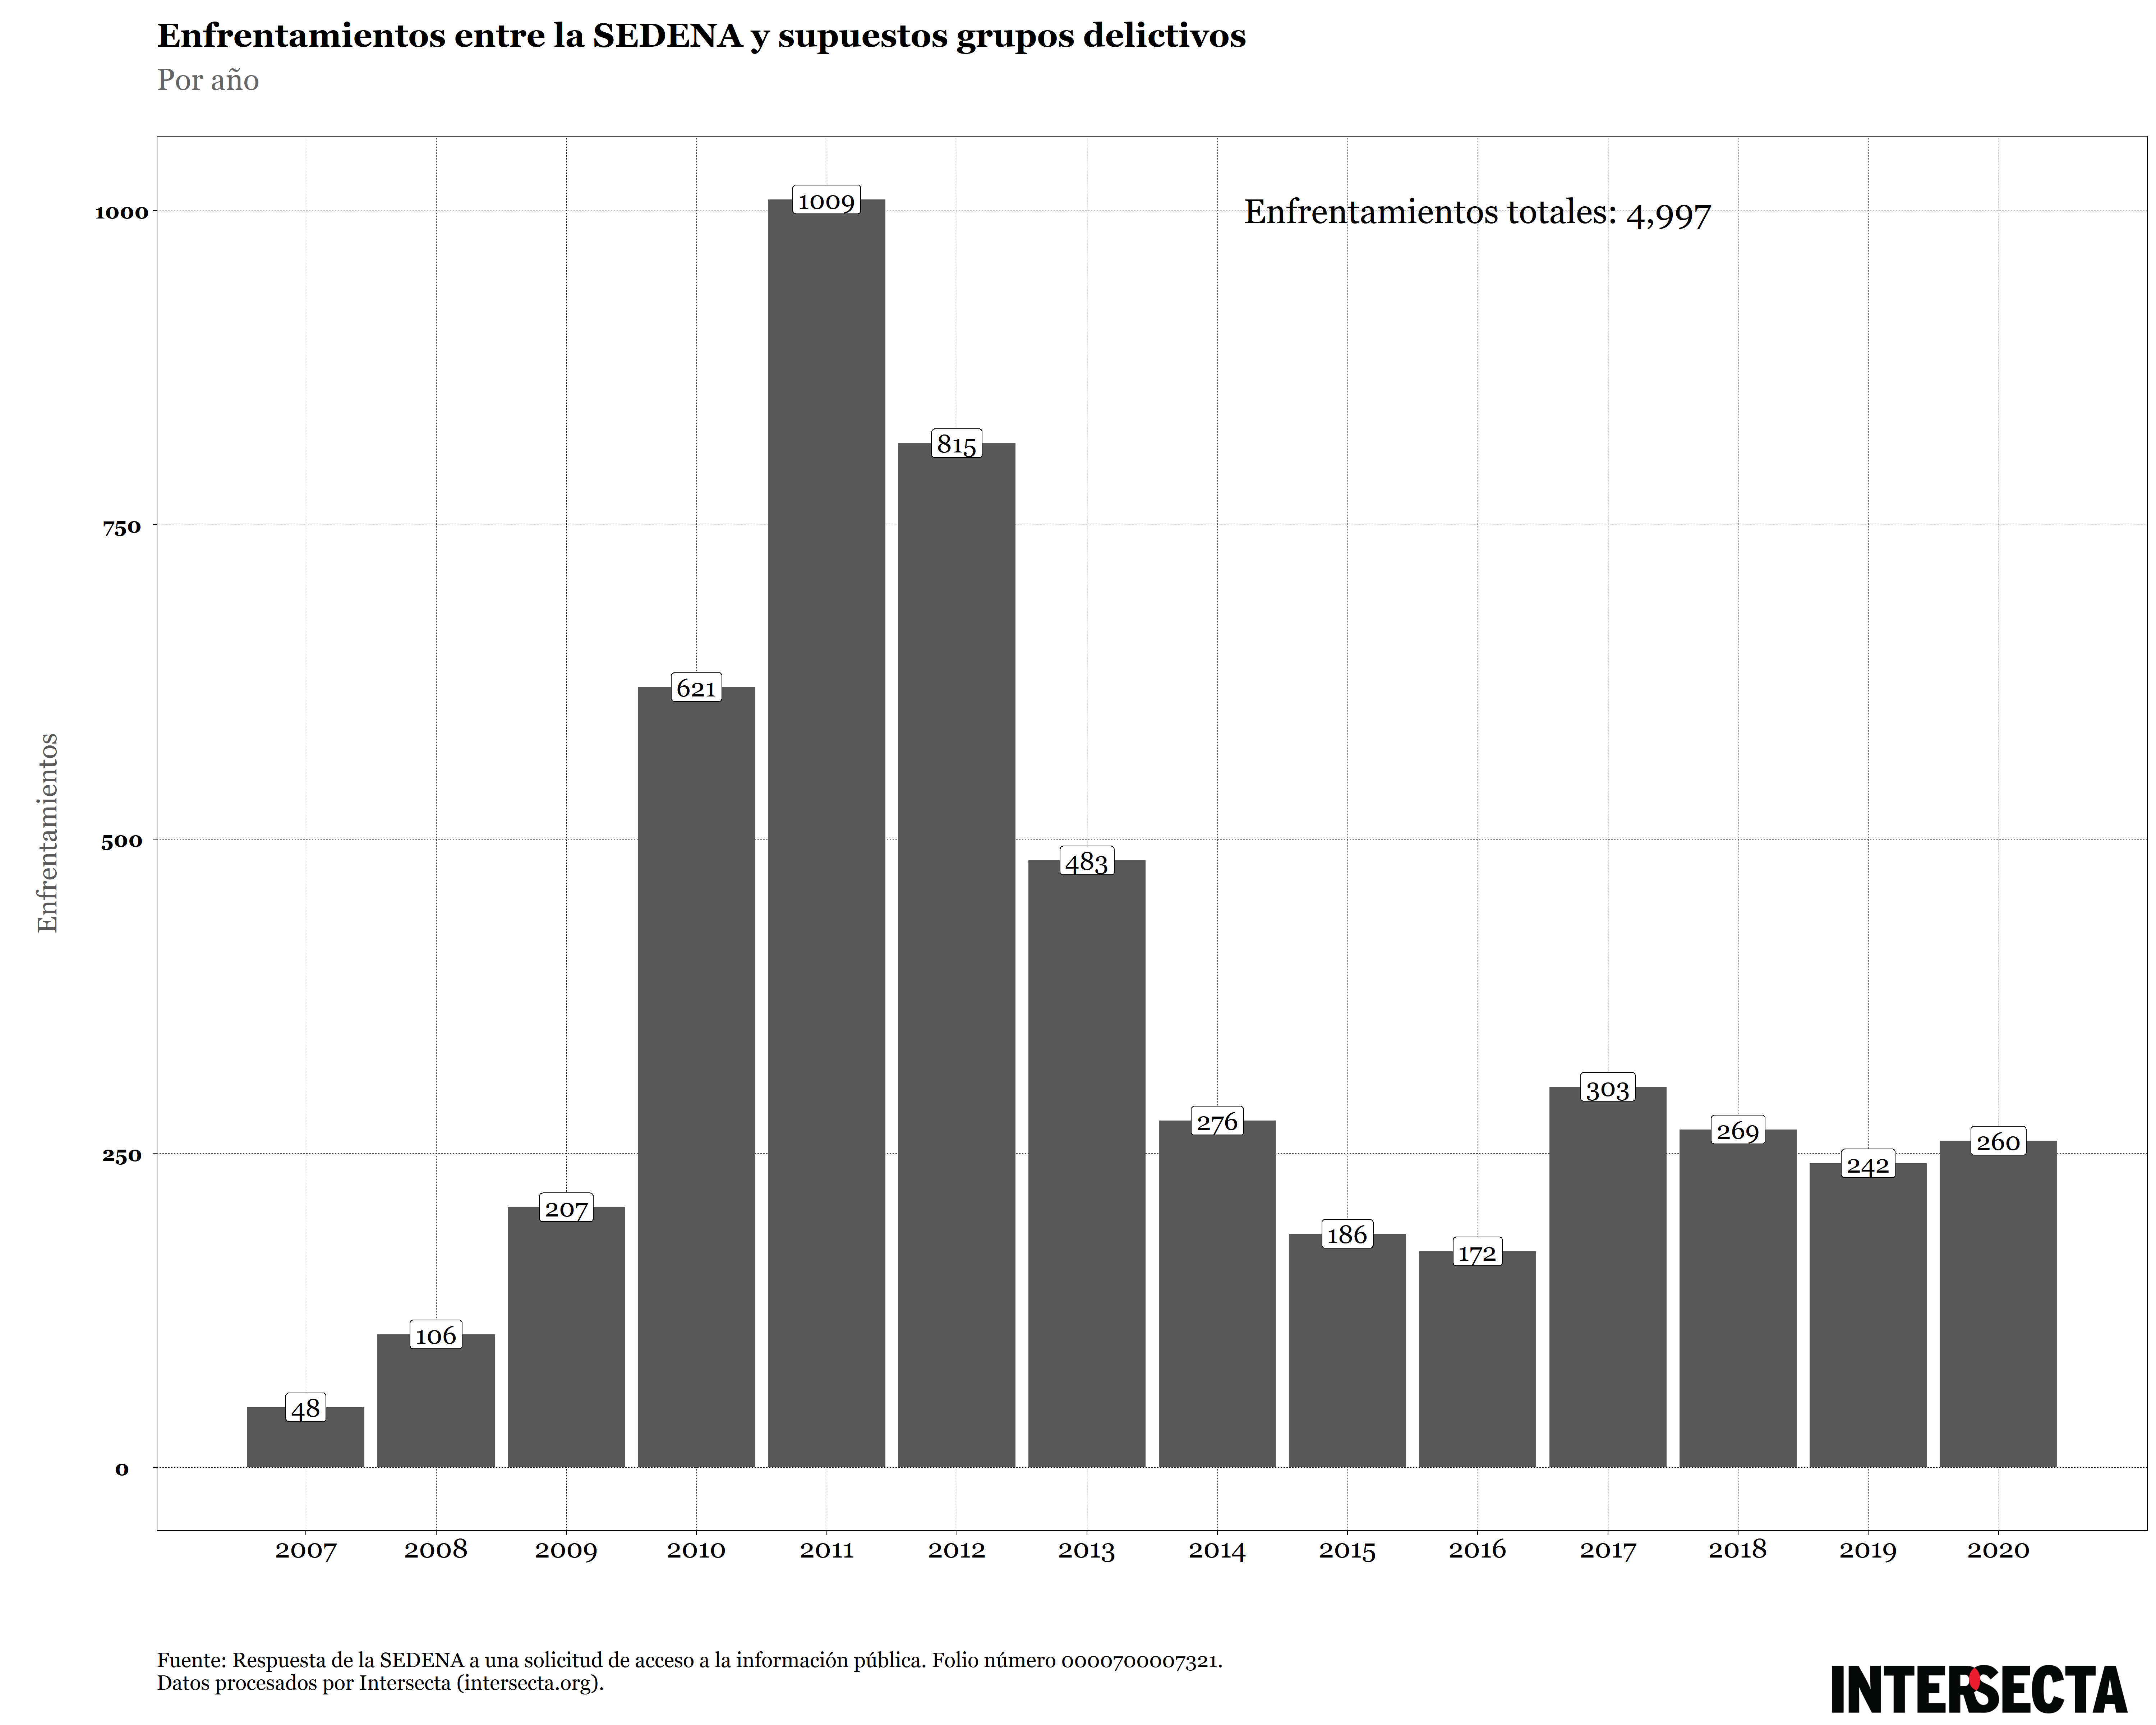 Enfrentamientos entre la SEDENA y supuestos grupos delictivos
Por año
Enfrentamientos totales: 4,997
Enfrentamientos
1000
750
500
250
0
48
106
207
621
1009
815
483
276
186
172
303
269
242
260
2007 2008 2009 2010 2011 2012 2013 2014 2015 2016 2017 2018 2019 2020
Fuente: Respuesta de la SEDENA a una solicitud de acceso a la información pública. Folio número 0000700007321.
Datos procesados por Intersecta (intersecta.org).
INTERSECTA